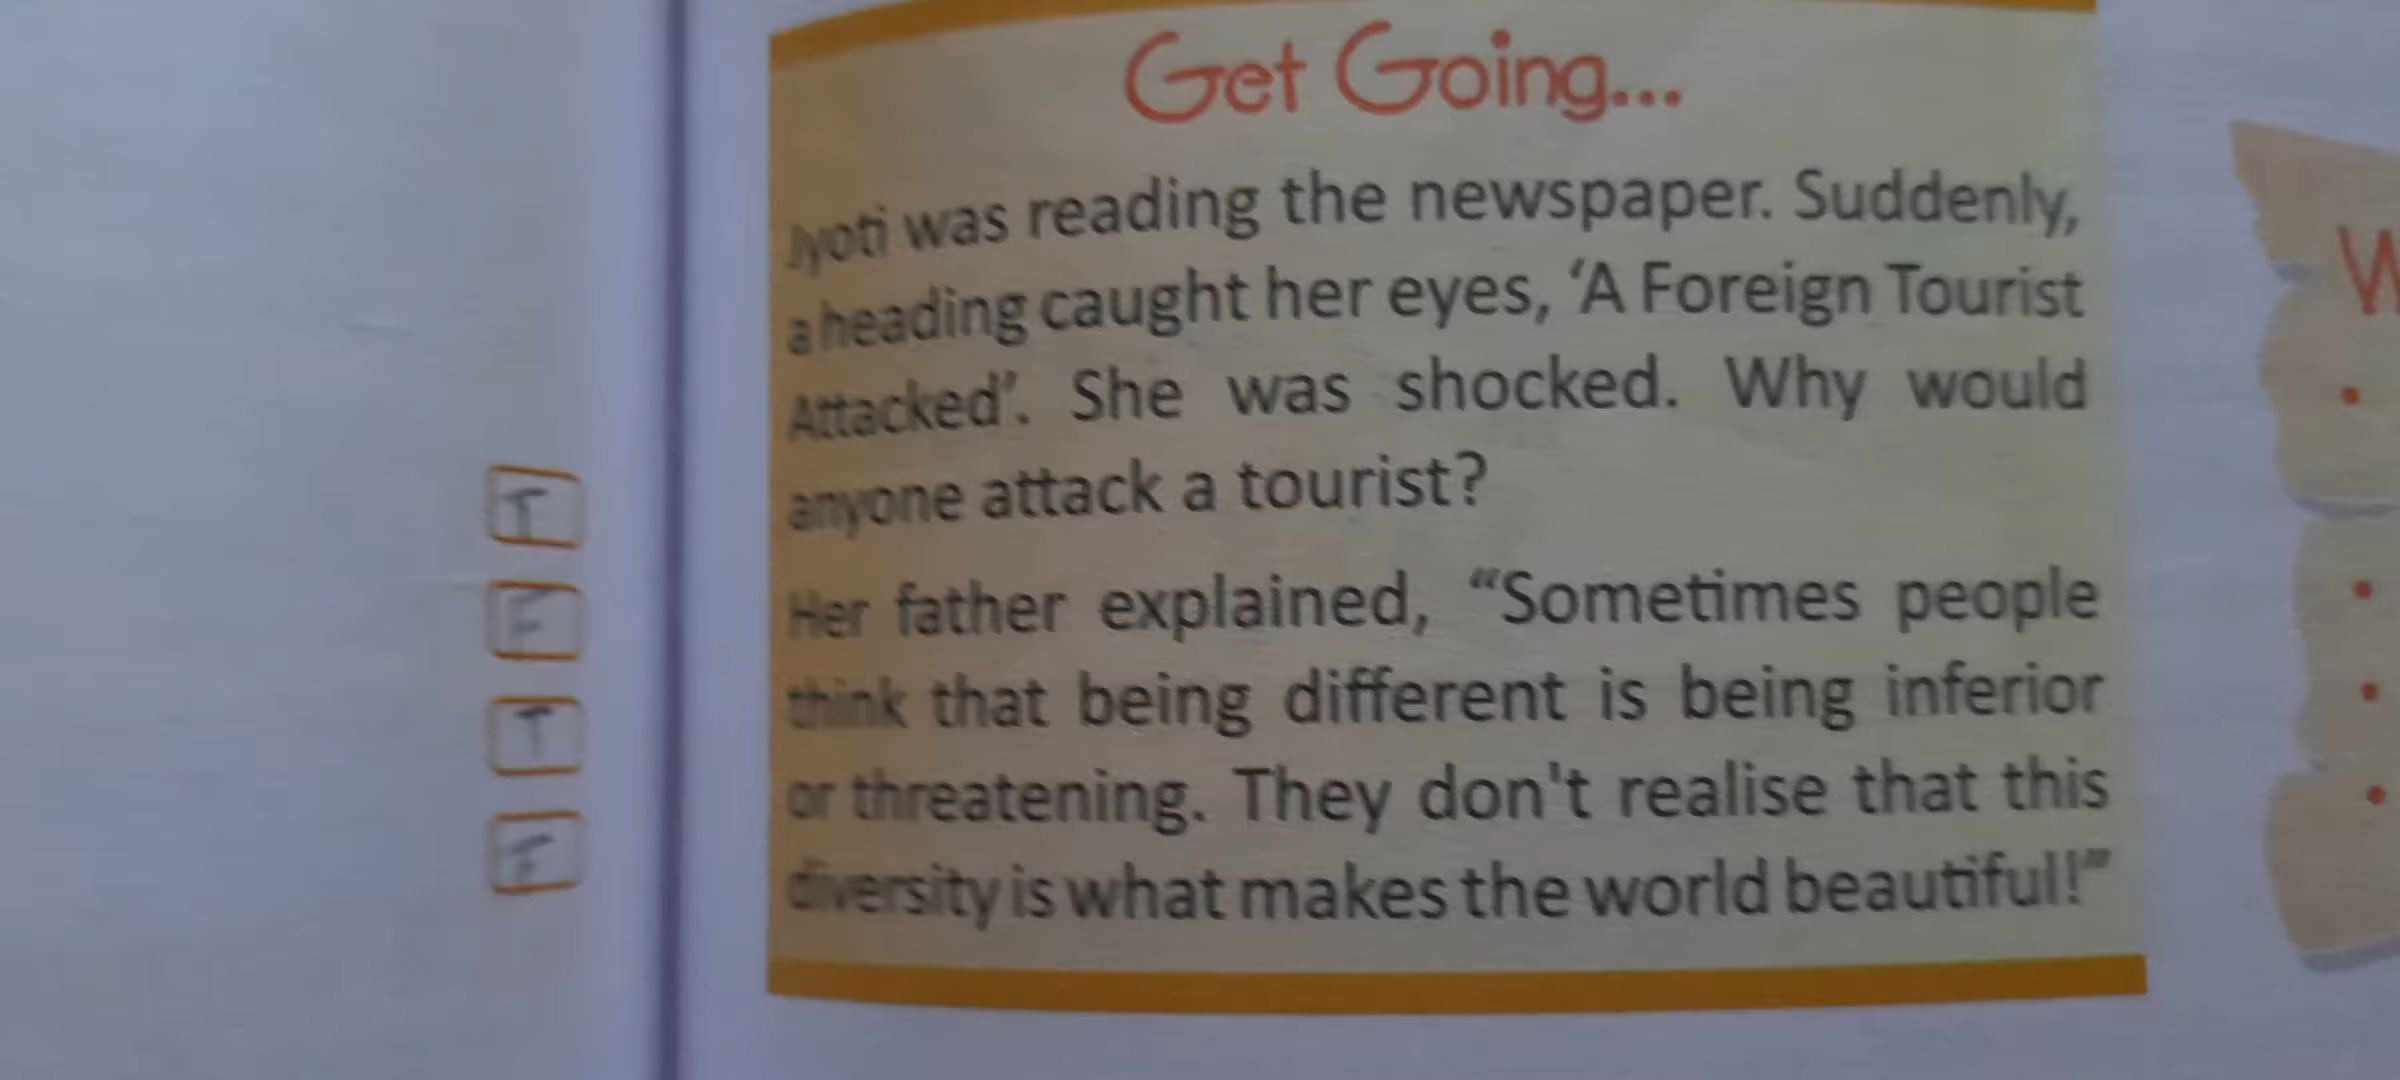 T
F
T
F
Get Going...
Jyoti was reading the newspaper. Suddenly,
a heading caught her eyes, ‘A Foreign Tourist
Attacked’. She was shocked. Why would
anyone attack a tourist?
Her father explained, “Sometimes people
think that being different is being inferior
or threatening. They don't realise that this
diversity is what makes the world beautiful!”
W